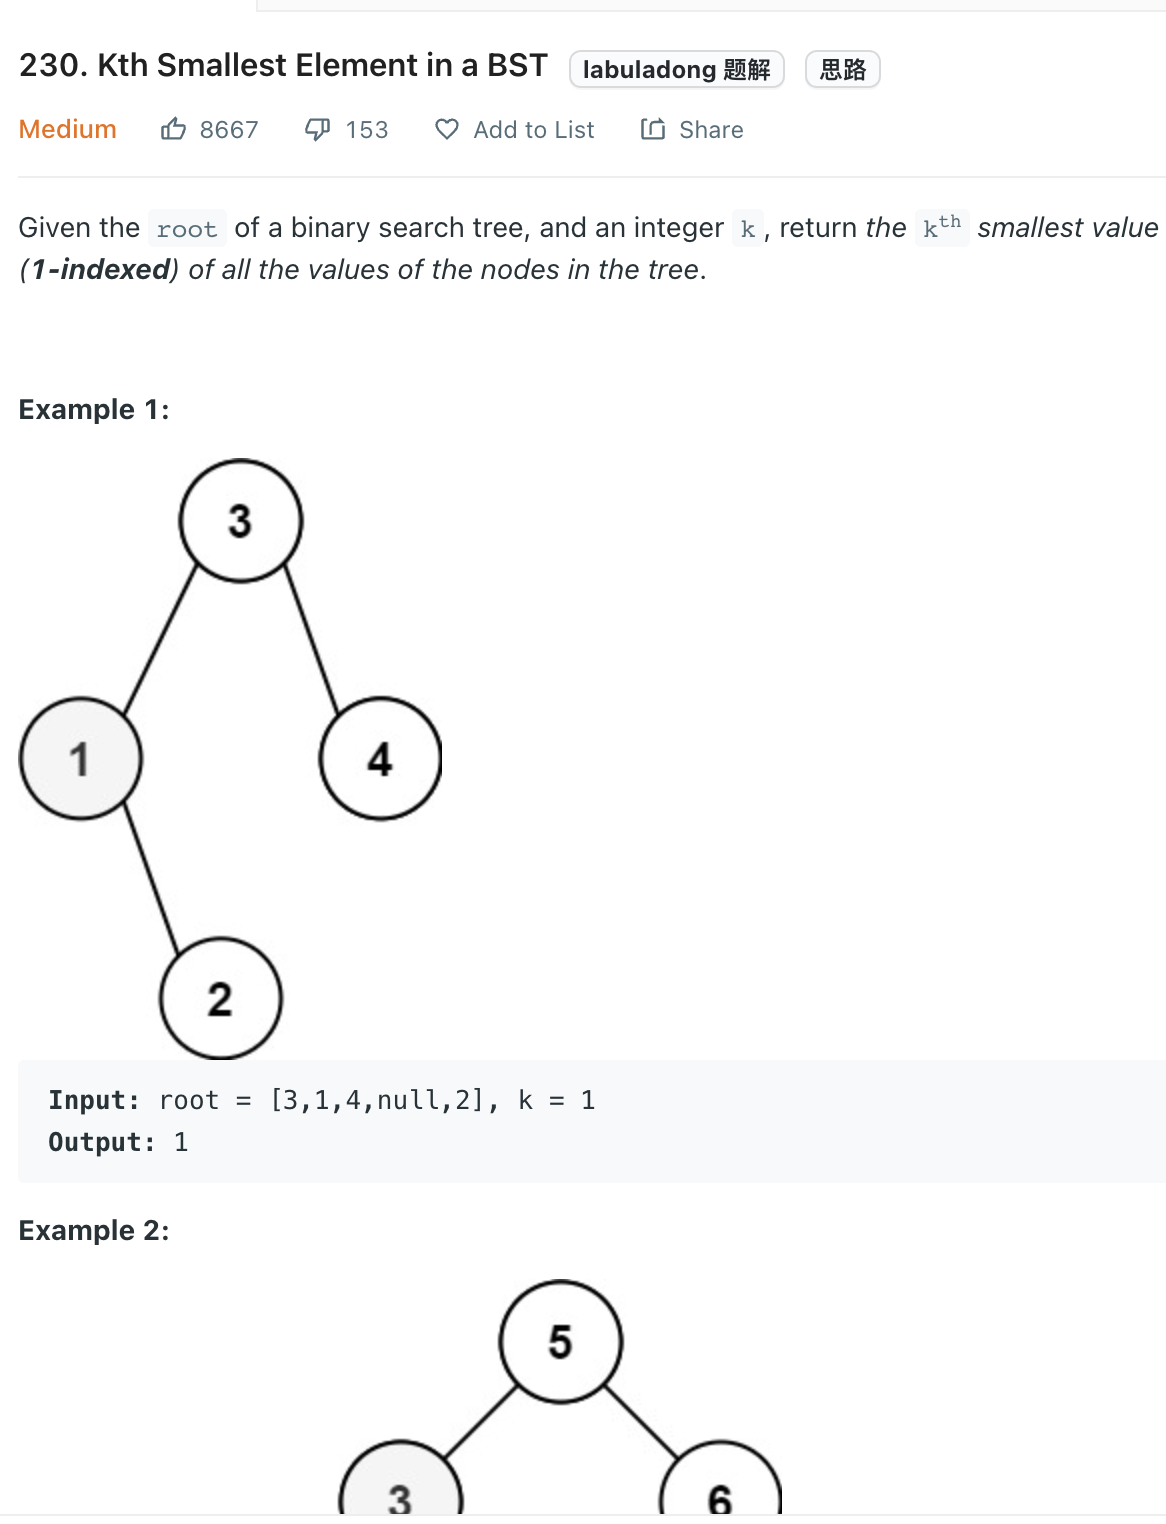 230. Kth Smallest Element in a BST labuladong 题解 思路
Medium 8667 153 Add to List Share
Given the root of a binary search tree, and an integer k, return the kth smallest value
(1-indexed) of all the values of the nodes in the tree.
Example 1:
3
1 4
2
Input: root = [3,1,4,null,2], k = 1
Output: 1
Example 2:
5
3 6